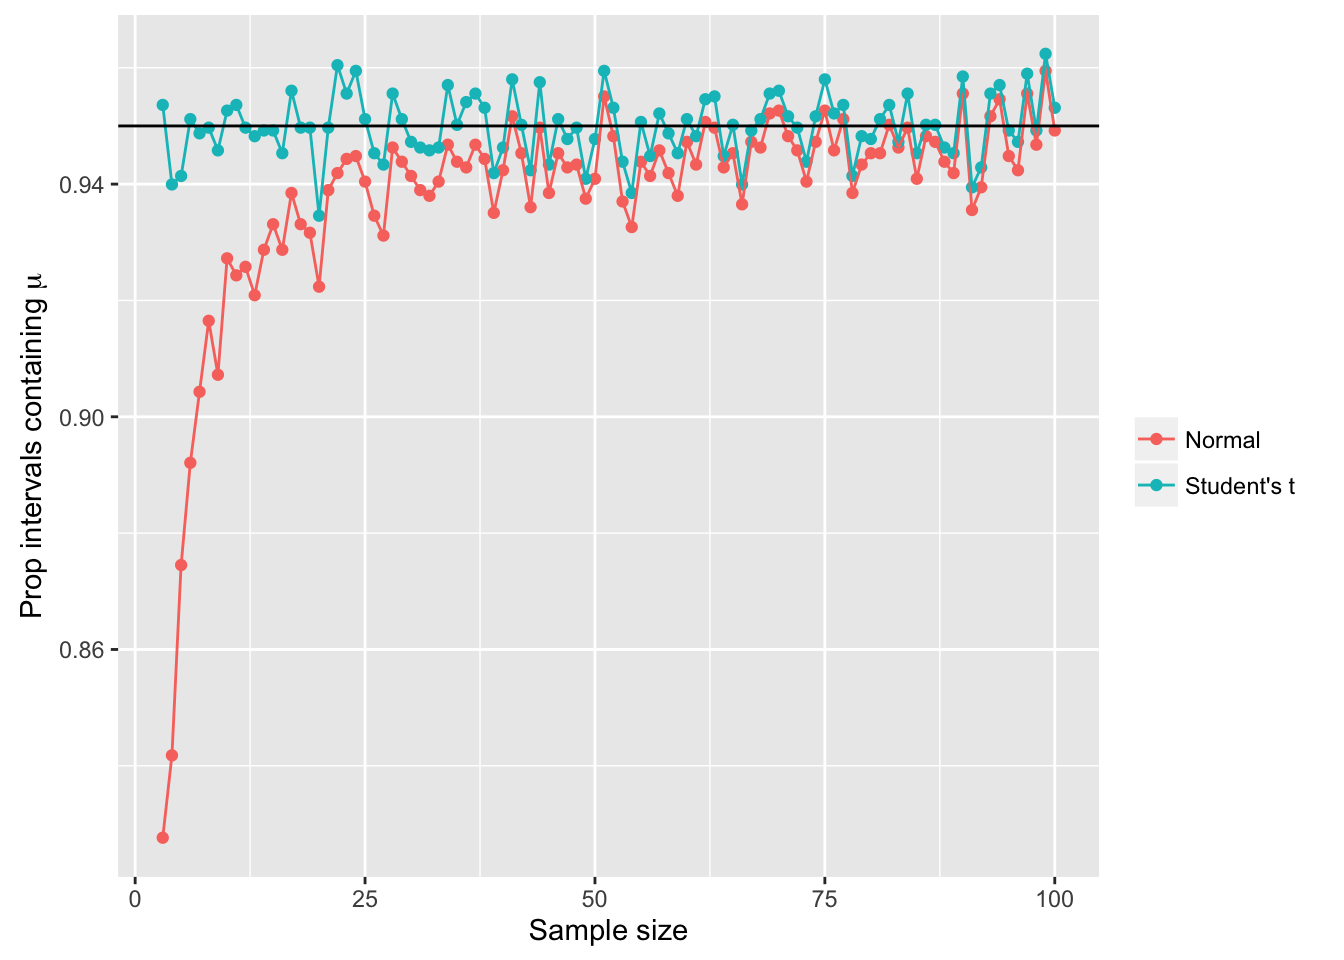 Prop intervals containing μ
0.94
0.90
0.86
0
25
50
75
100
Sample size
Normal
Student's t